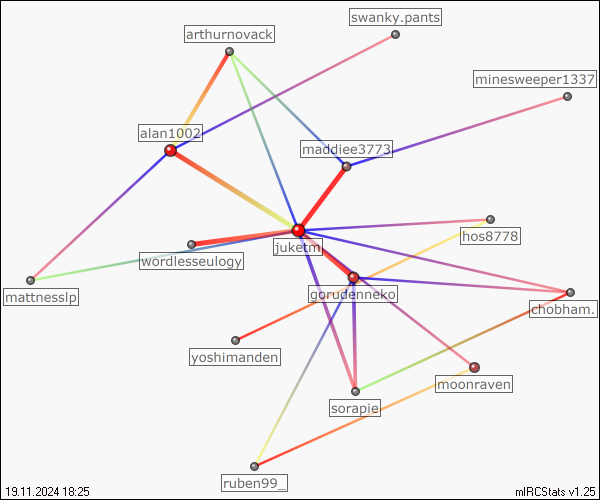 swanky.pants
arthurnovack
minesweeper1337
alan1002
maddiee3773
hos8778
juketm
wordlesseulogy
gorudenneko
mattnesslp
chobham.
yoshimanden
moonraven
sorapie
ruben99_
19.11.2024 18:25
mIRCStats v1.25